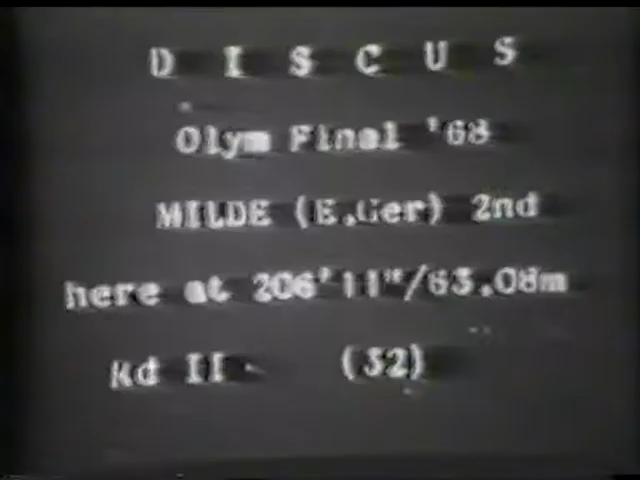 D I S C U S
Olym Final '68
MILDE (E.Ger) 2nd
here at 206'11"/63.08m
Rd II (32)